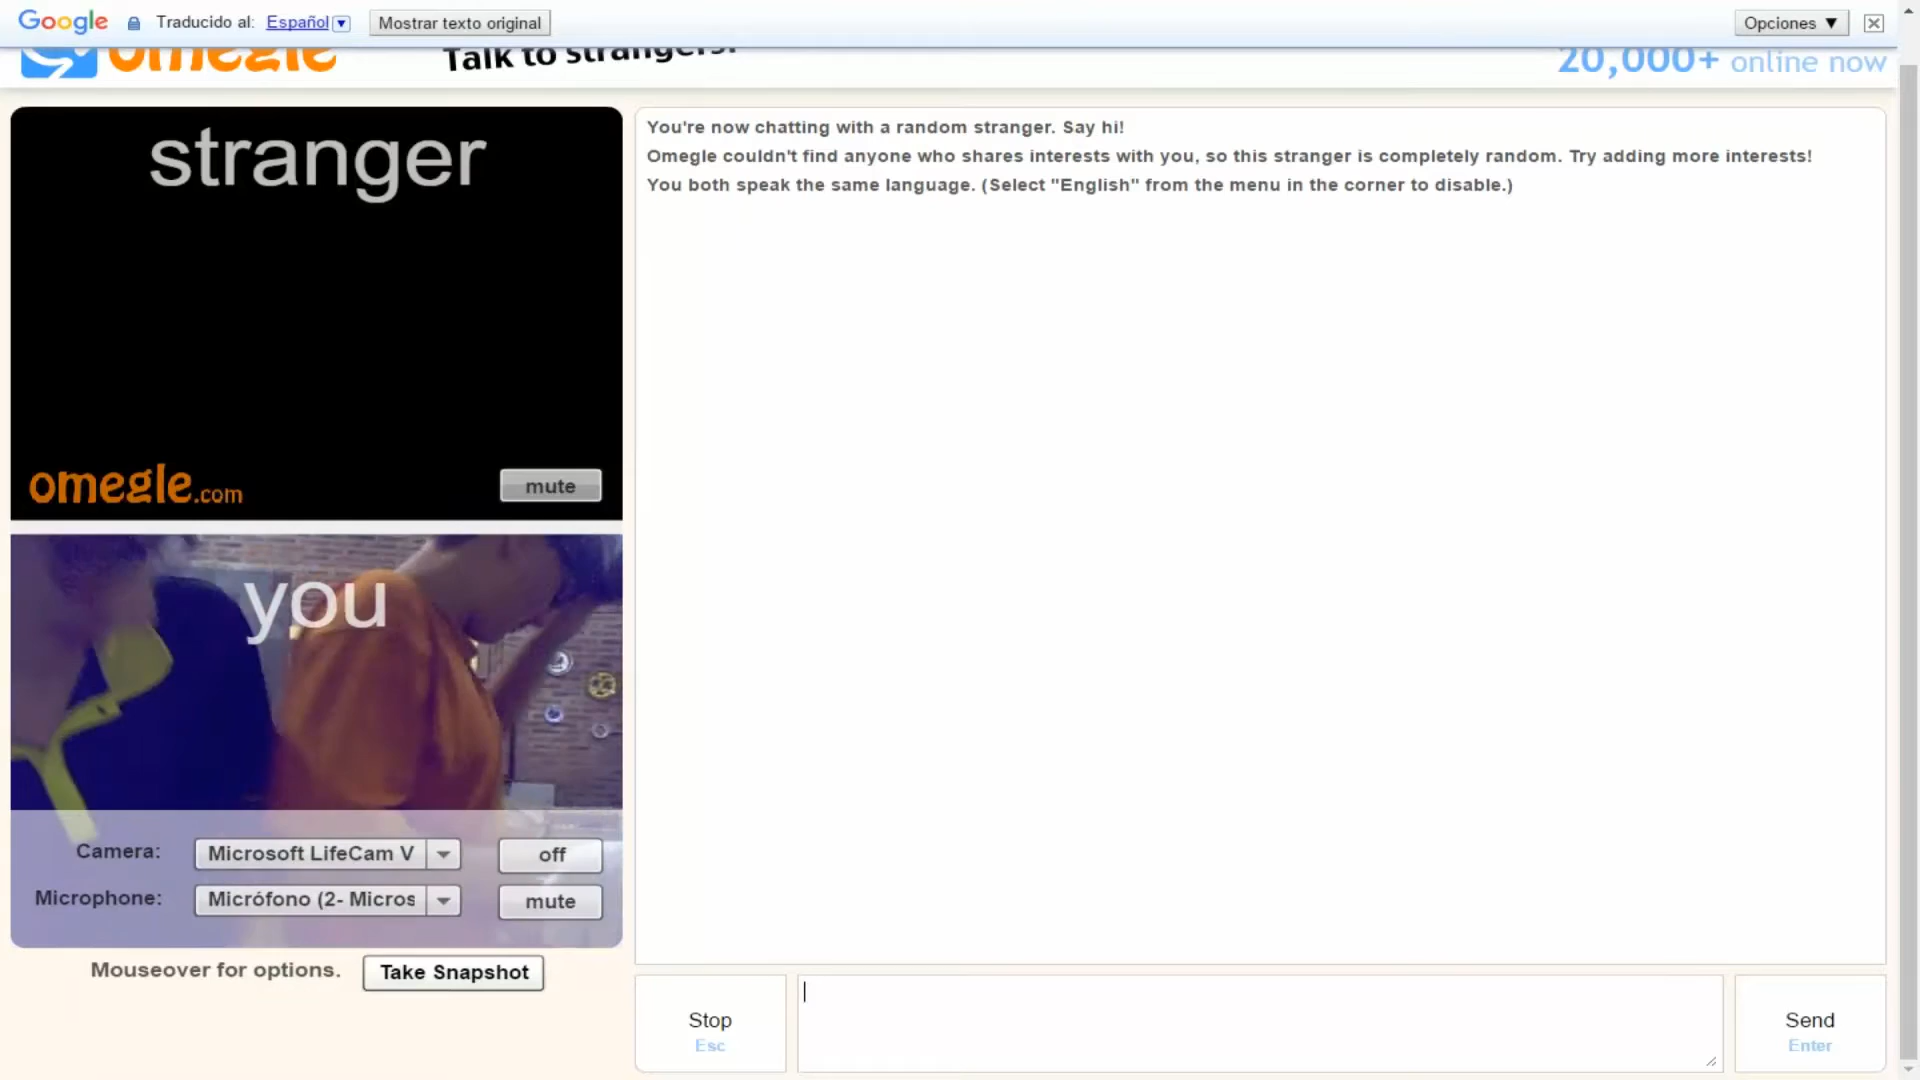 Google Traducido al: Español Mostrar texto original Opciones ▼
omegle Talk to strangers! 20,000+ online now
stranger
omegle.com mute
You're now chatting with a random stranger. Say hi!
Omegle couldn't find anyone who shares interests with you, so this stranger is completely random. Try adding more interests!
You both speak the same language. (Select "English" from the menu in the corner to disable.)
you
Camera: Microsoft LifeCam V off
Microphone: Micrófono (2- Micros mute
Mouseover for options. Take Snapshot
Stop
Esc
Send
Enter